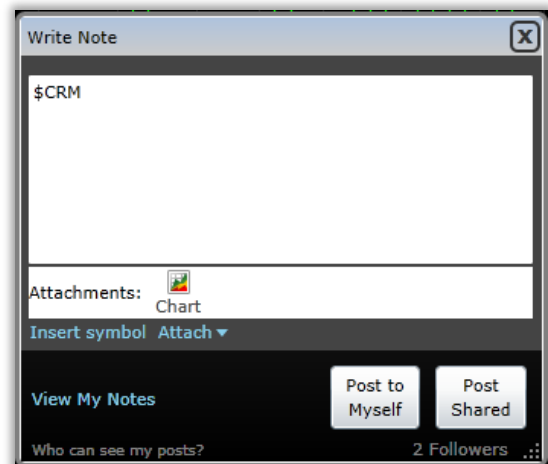 Write Note X
$CRM
Attachments:
Chart
Insert symbol Attach
View My Notes
Post to
Myself
Post
Shared
Who can see my posts? 2 Followers